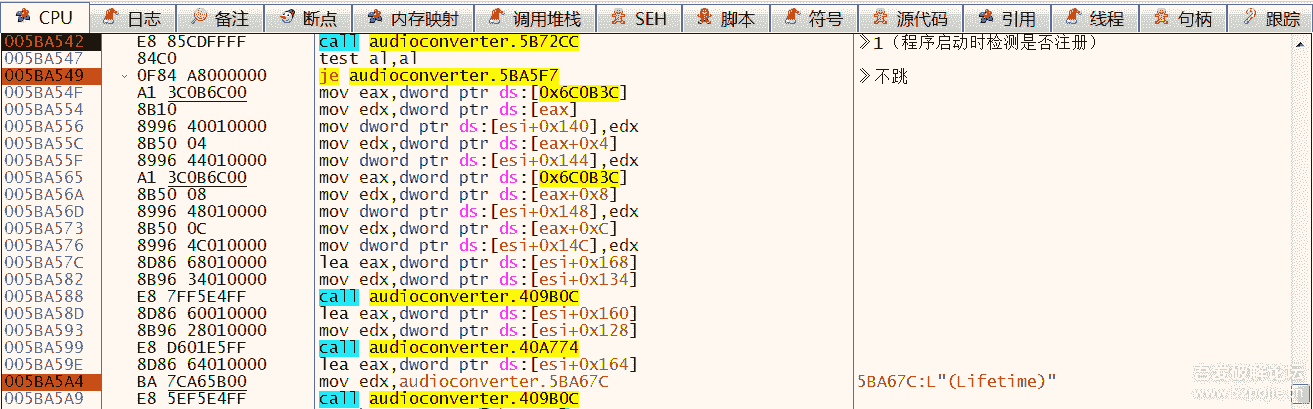 CPU 日志 备注 断点 内存映射 调用堆栈 SEH 脚本 符号 源代码 引用 线程 句柄 跟踪
005BA542 E8 85CDFFFF call audioconverter.5B72CC 》1（程序启动时检测是否注册）
005BA547 84C0 test al,al
005BA549 0F84 A8000000 je audioconverter.5BA5F7 》不跳
005BA54F A1 3C0B6C00 mov eax,dword ptr ds:[0x6C0B3C]
005BA554 8B10 mov edx,dword ptr ds:[eax]
005BA556 8996 40010000 mov dword ptr ds:[esi+0x140],edx
005BA55C 8B50 04 mov edx,dword ptr ds:[eax+0x4]
005BA55F 8996 44010000 mov dword ptr ds:[esi+0x144],edx
005BA565 A1 3C0B6C00 mov eax,dword ptr ds:[0x6C0B3C]
005BA56A 8B50 08 mov edx,dword ptr ds:[eax+0x8]
005BA56D 8996 48010000 mov dword ptr ds:[esi+0x148],edx
005BA573 8B50 0C mov edx,dword ptr ds:[eax+0xC]
005BA576 8996 4C010000 mov dword ptr ds:[esi+0x14C],edx
005BA57C 8D86 68010000 lea eax,dword ptr ds:[esi+0x168]
005BA582 8B96 34010000 mov edx,dword ptr ds:[esi+0x134]
005BA588 E8 7FF5E4FF call audioconverter.409B0C
005BA58D 8D86 60010000 lea eax,dword ptr ds:[esi+0x160]
005BA593 8B96 28010000 mov edx,dword ptr ds:[esi+0x128]
005BA599 E8 D601E5FF call audioconverter.40A774
005BA59E 8D86 64010000 lea eax,dword ptr ds:[esi+0x164]
005BA5A4 BA 7CA65B00 mov edx,audioconverter.5BA67C 5BA67C:L"(Lifetime)"
005BA5A9 E8 5EF5E4FF call audioconverter.409B0C
吾爱破解论坛
www.52pojie.cn